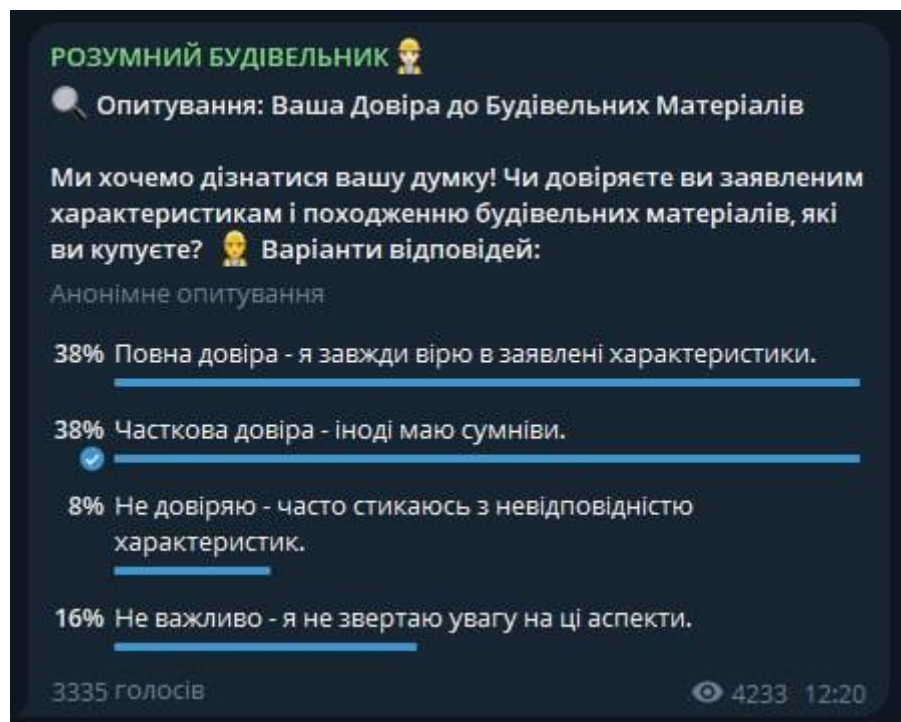 РОЗУМНИЙ БУДІВЕЛЬНИК
Опитування: Ваша Довіра до Будівельних Матеріалів
Ми хочемо дізнатися вашу думку! Чи довіряєте ви заявленим
характеристикам і походженню будівельних матеріалів, які
ви купуєте? Варіанти відповідей:
Анонімне опитування
38% Повна довіра - я завжди вірю в заявлені характеристики.
38% Часткова довіра - іноді маю сумніви.
8% Не довіряю - часто стикаюсь з невідповідністю
характеристик.
16% Не важливо - я не звертаю увагу на ці аспекти.
3335 голосів 4233 12:20